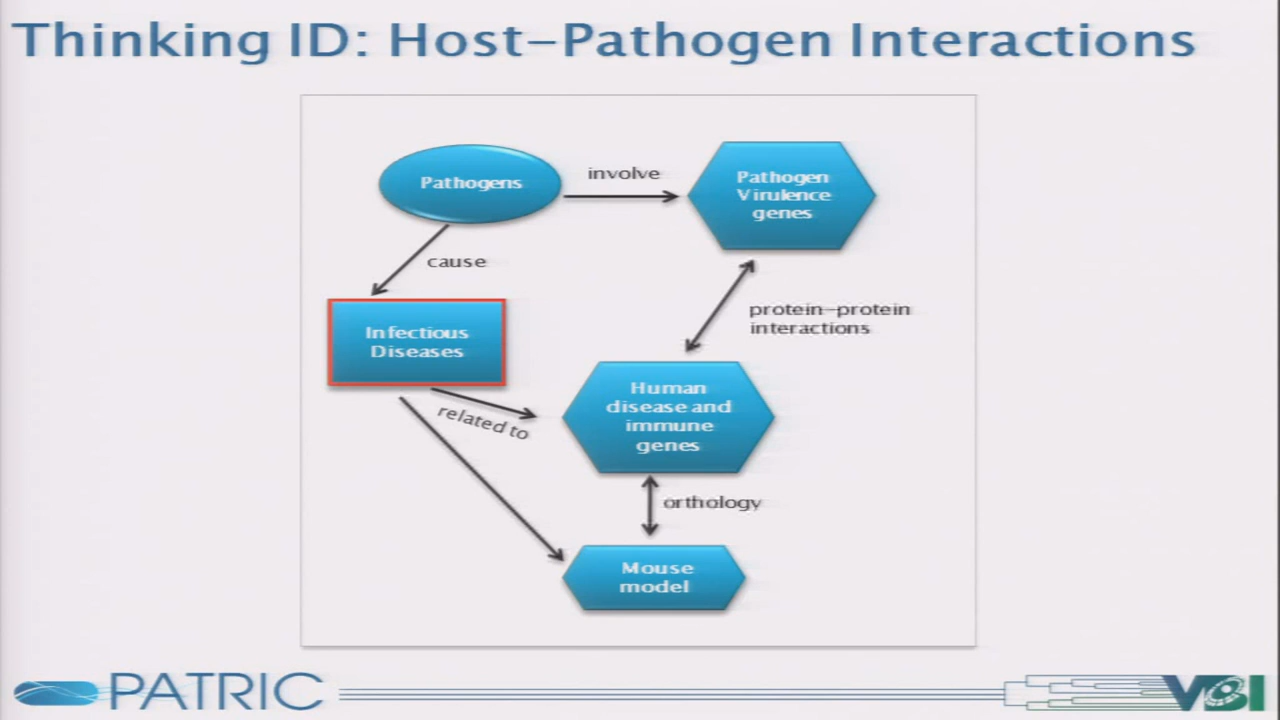 Thinking ID: Host-Pathogen Interactions
Pathogens
involve
Pathogen
Virulence
genes
cause
protein-protein
interactions
Infectious
Diseases
related to
Human
disease and
immune
genes
orthology
Mouse
model
PATRIC
VBI